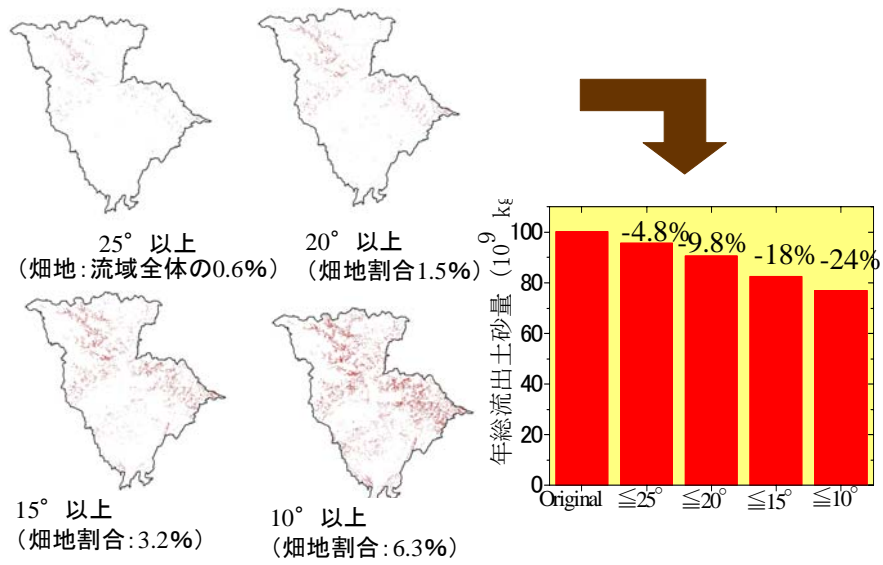 25° 以上
(畑地:流域全体の0.6%)
20° 以上
(畑地割合1.5%)
15° 以上
(畑地割合:3.2%)
10° 以上
(畑地割合:6.3%)
年総流出土砂量 (10⁹ kg
100
80
60
40
20
0
-4.8%
-9.8%
-18%
-24%
Original
≦25°
≦20°
≦15°
≦10°